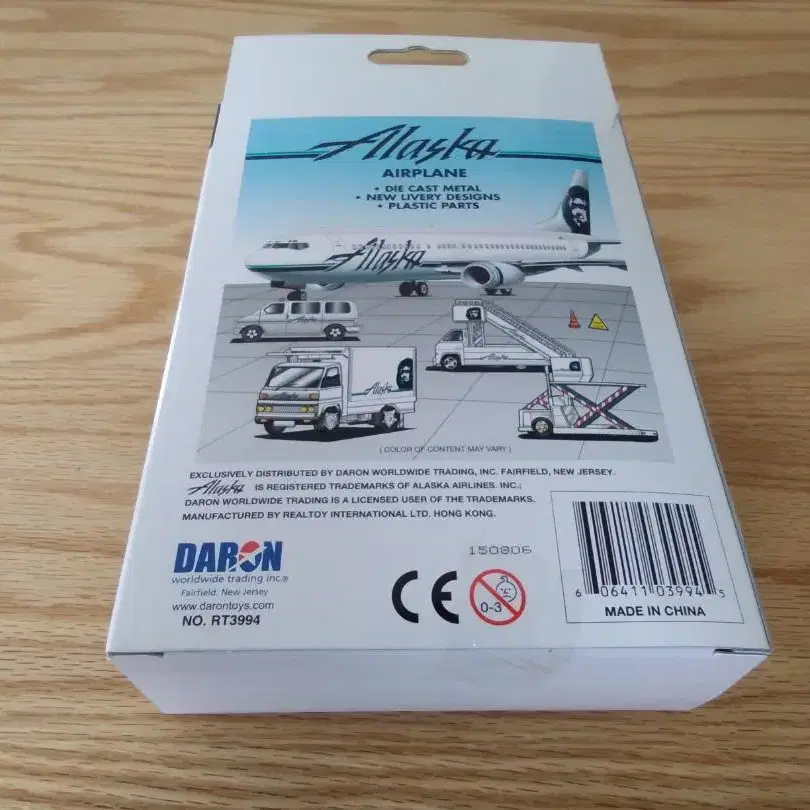 Alaska
AIRPLANE
• DIE CAST METAL
• NEW LIVERY DESIGNS
• PLASTIC PARTS
Alaska
Alaska
Alaska
Alaska
( COLOR OF CONTENT MAY VARY )
EXCLUSIVELY DISTRIBUTED BY DARON WORLDWIDE TRADING, INC. FAIRFIELD, NEW JERSEY.
Alaska IS REGISTERED TRADEMARKS OF ALASKA AIRLINES. INC.;
DARON WORLDWIDE TRADING IS A LICENSED USER OF THE TRADEMARKS.
MANUFACTURED BY REALTOY INTERNATIONAL LTD. HONG KONG.
DARON
worldwide trading inc.®
Fairfield, New Jersey
www.darontoys.com
NO. RT3994
150806
CE
0-3
6 06411 03994 5
MADE IN CHINA